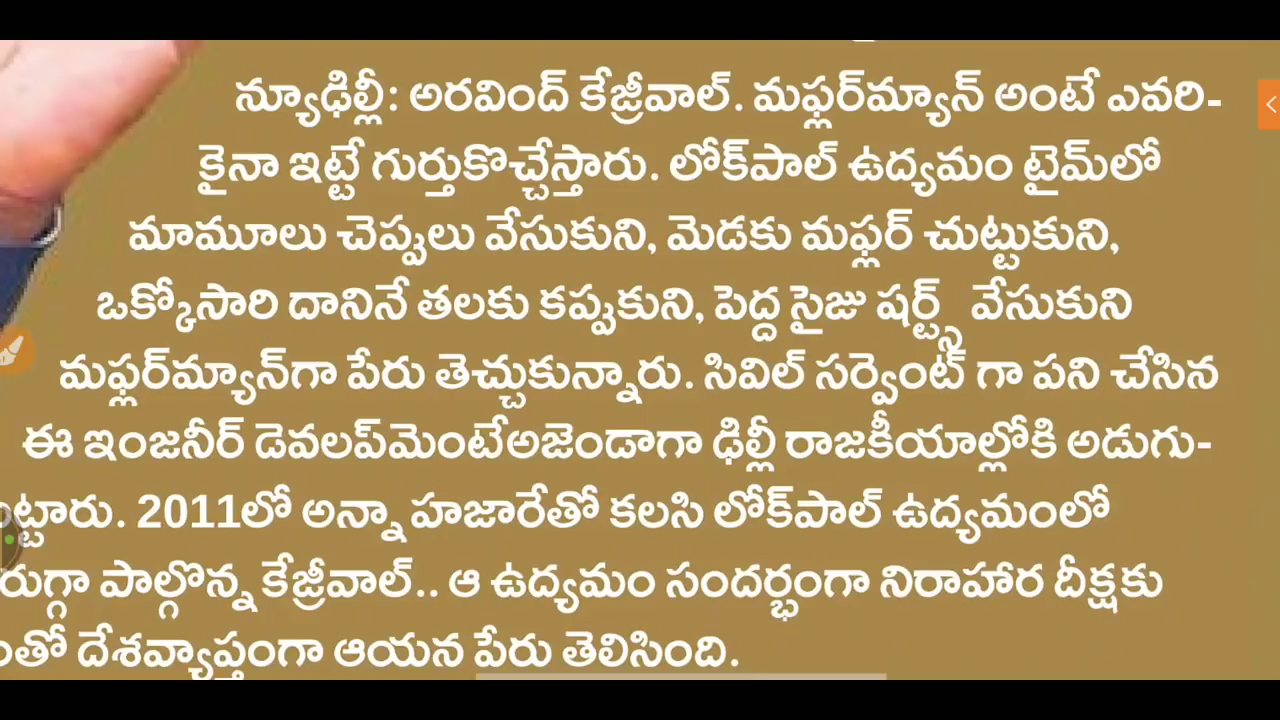 న్యూఢిల్లీ: అరవింద్ కేజ్రీవాల్. మఫ్లర్‌మ్యాన్ అంటే ఎవరి-
కైనా ఇట్టే గుర్తుకొచ్చేస్తారు. లోక్‌పాల్ ఉద్యమం టైమ్‌లో
మామూలు చెప్పులు వేసుకుని, మెడకు మఫ్లర్ చుట్టుకుని,
ఒక్కోసారి దానినే తలకు కప్పుకుని, పెద్ద సైజు షర్ట్స్ వేసుకుని
మఫ్లర్‌మ్యాన్‌గా పేరు తెచ్చుకున్నారు. సివిల్ సర్వెంట్ గా పని చేసిన
ఈ ఇంజనీర్ డెవలప్‌మెంటేఅజెండాగా ఢిల్లీ రాజకీయాల్లోకి అడుగు-
2011లో అన్నా హజారేతో కలసి లోక్‌పాల్ ఉద్యమంలో
పాల్గొన్న కేజ్రీవాల్.. ఆ ఉద్యమం సందర్భంగా నిరాహార దీక్షకు
దేశవ్యాప్తంగా ఆయన పేరు తెలిసింది.